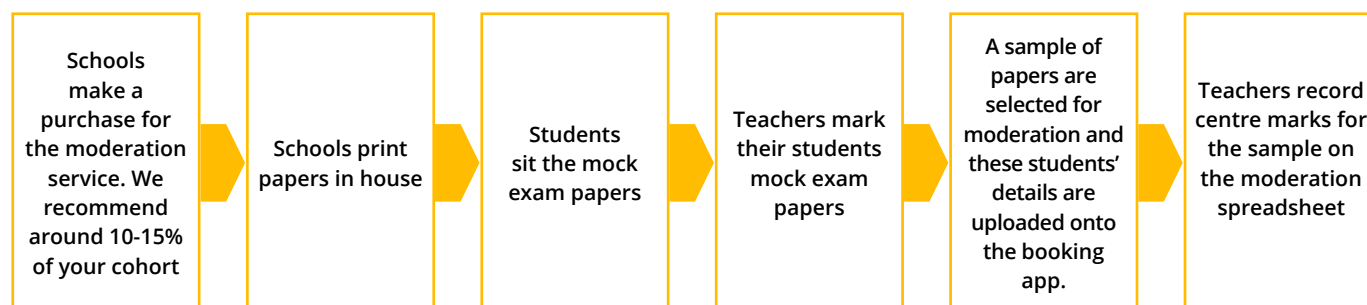 Schools
make a
purchase for
the moderation
service. We
recommend
around 10-15%
of your cohort
Schools print
papers in house
Students
sit the mock
exam papers
Teachers mark
their students
mock exam
papers
A sample of
papers are
selected for
moderation and
these students’
details are
uploaded onto
the booking
app.
Teachers record
centre marks for
the sample on
the moderation
spreadsheet